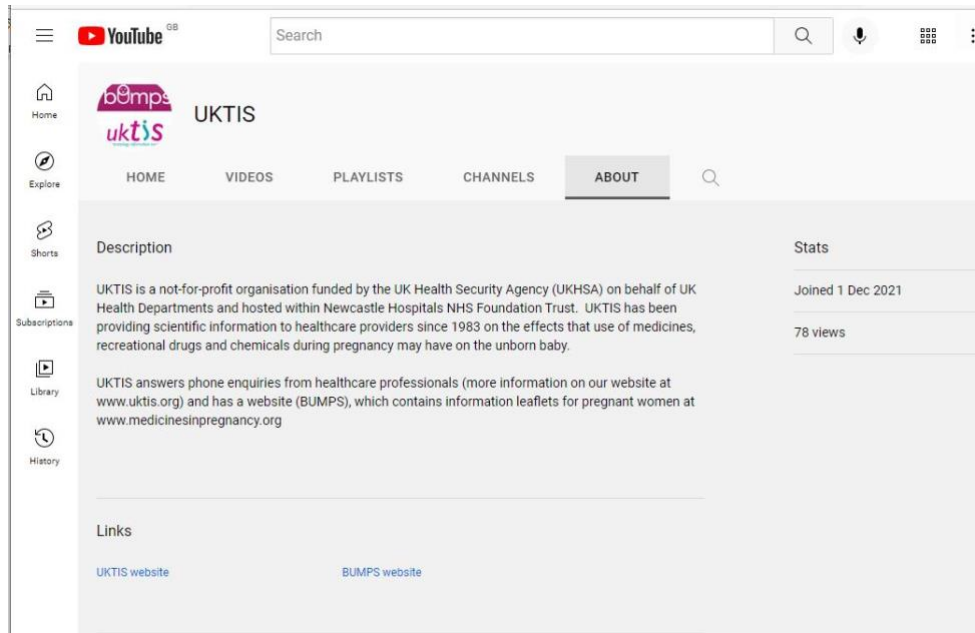 YouTube GB
Search
Home
Explore
Shorts
Subscriptions
Library
History
bumps
uktis
UKTIS
HOME VIDEOS PLAYLISTS CHANNELS ABOUT
Description
UKTIS is a not-for-profit organisation funded by the UK Health Security Agency (UKHSA) on behalf of UK
Health Departments and hosted within Newcastle Hospitals NHS Foundation Trust. UKTIS has been
providing scientific information to healthcare providers since 1983 on the effects that use of medicines,
recreational drugs and chemicals during pregnancy may have on the unborn baby.
UKTIS answers phone enquiries from healthcare professionals (more information on our website at
www.uktis.org) and has a website (BUMPS), which contains information leaflets for pregnant women at
www.medicinesinpregnancy.org
Links
UKTIS website BUMPS website
Stats
Joined 1 Dec 2021
78 views